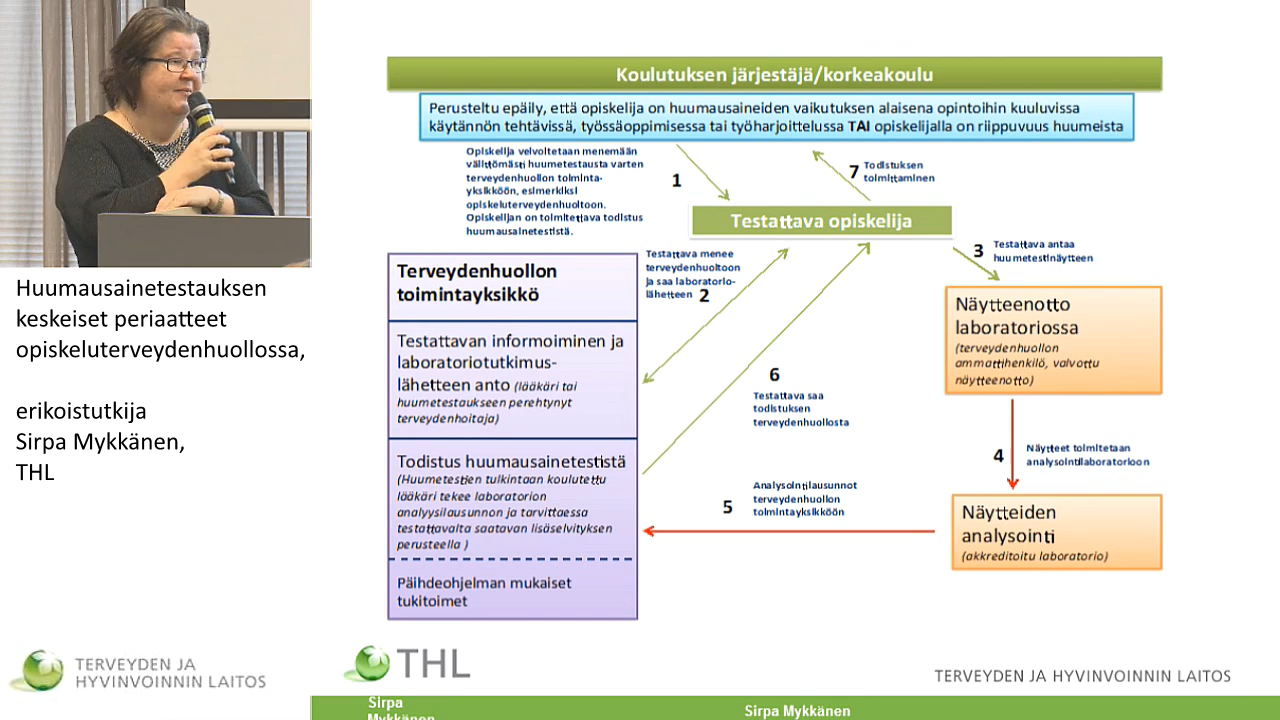 Huumausainetestauksen
keskeiset periaatteet
opiskeluterveydenhuollossa,
erikoistutkija
Sirpa Mykkänen,
THL
TERVEYDEN JA
HYVINVOINNIN LAITOS
Koulutuksen järjestäjä/korkeakoulu
Perusteltu epäily, että opiskelija on huumausaineiden vaikutuksen alaisena opintoihin kuuluvissa
käytännön tehtävissä, työssäoppimisessa tai työharjoittelussa TAI opiskelijalla on riippuvuus huumeista
Opiskelija velvoitetaan menemään
välittömästi huumetestausta varten
terveydenhuollon toiminta-
yksikköön, esimerkiksi
opiskeluterveydenhuoltoon.
Opiskelijan on toimitettava todistus
huumausainetestistä.
1
7 Todistuksen
toimittaminen
Testattava opiskelija
Testattava menee
terveydenhuoltoon
ja saa laboratorio-
lähetteen 2
3 Testattava antaa
huumetestinäytteen
Terveydenhuollon
toimintayksikkö
Testattavan informoiminen ja
laboratoriotutkimus-
lähetteen anto (lääkäri tai
huumetestaukseen perehtynyt
terveydenhoitaja)
Todistus huumausainetestistä
(Huumetestien tulkintaan koulutettu
lääkäri tekee laboratorion
analyysilausunnon ja tarvittaessa
testattavalta saatavan lisäselvityksen
perusteella )
Päihdeohjelman mukaiset
tukitoimet
6
Testattava saa
todistuksen
terveydenhuollosta
5
Analysointilausunnot
terveydenhuollon
toimintayksikköön
Näytteenotto
laboratoriossa
(terveydenhuollon
ammattihenkilö, valvottu
näytteenotto)
4 Näytteet toimitetaan
analysointilaboratorioon
Näytteiden
analysointi
(akkreditoitu laboratorio)
THL
TERVEYDEN JA HYVINVOINNIN LAITOS
Sirpa
Mykkänen
Sirpa Mykkänen